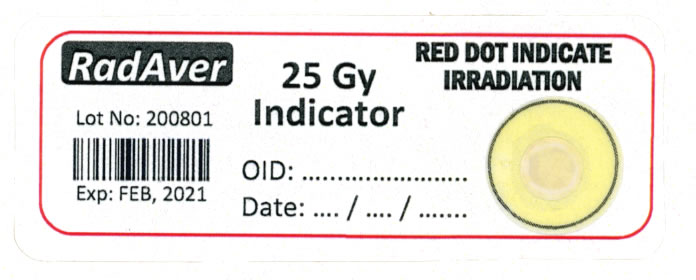 RadAver
Lot No: 200801
Exp: FEB, 2021
25 Gy
Indicator
OID: ........................
Date: .... / .... / .......
RED DOT INDICATE
IRRADIATION